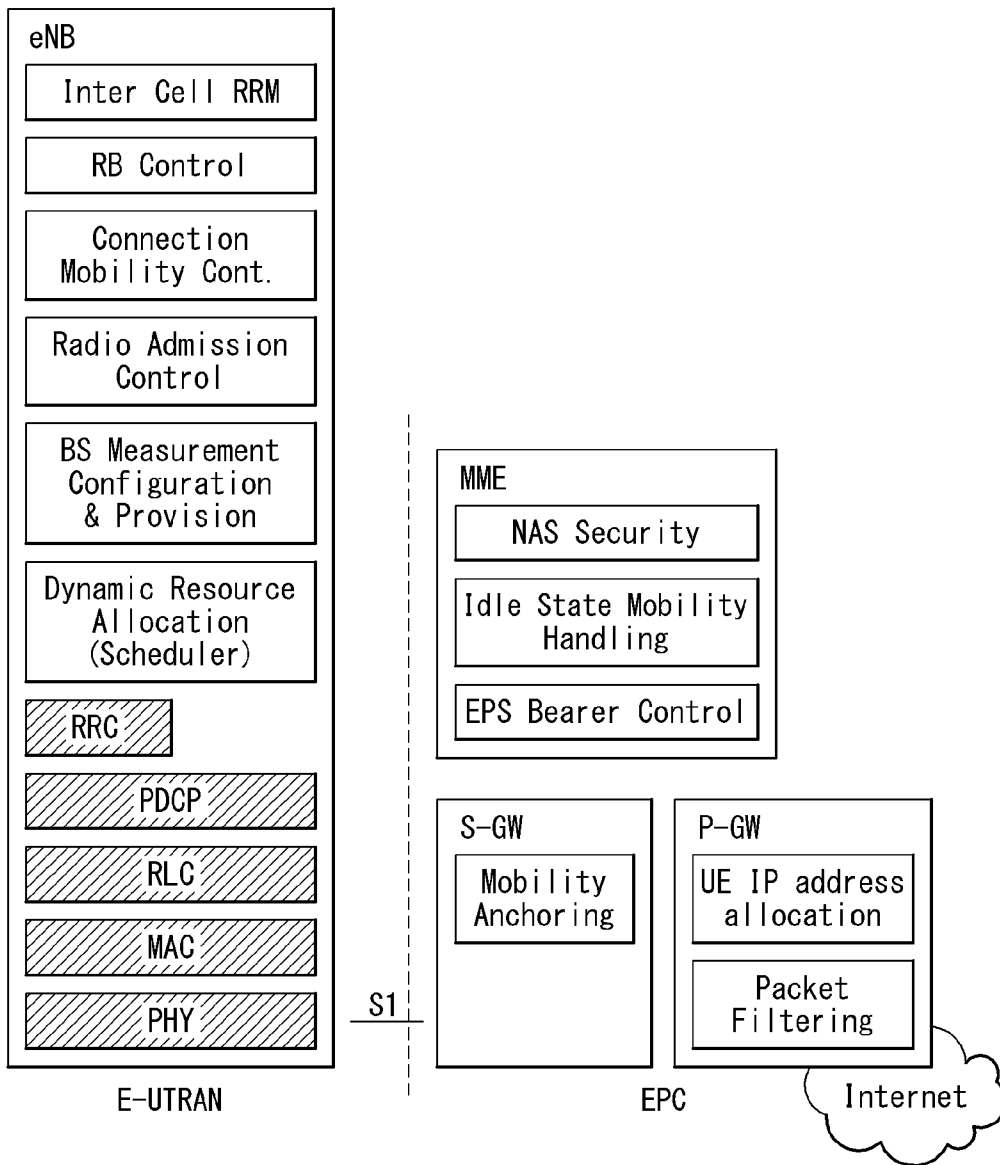 eNB
Inter Cell RRM
RB Control
Connection
Mobility Cont.
Radio Admission
Control
BS Measurement
Configuration
& Provision
Dynamic Resource
Allocation
(Scheduler)
RRC
PDCP
RLC
MAC
PHY
E-UTRAN
S1
MME
NAS Security
Idle State Mobility
Handling
EPS Bearer Control
S-GW
Mobility
Anchoring
P-GW
UE IP address
allocation
Packet
Filtering
EPC
Internet